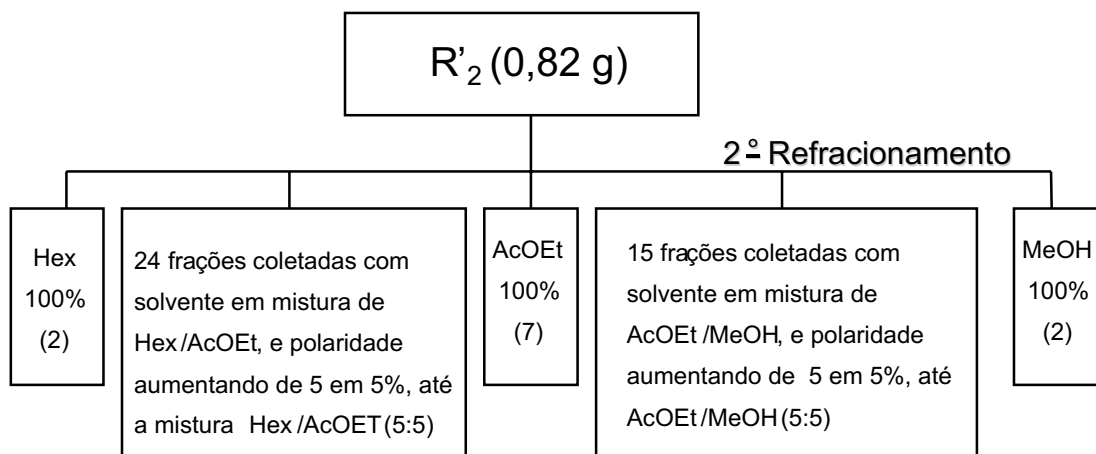 R’₂ (0,82 g)
2º Refracionamento
Hex
100%
(2)
24 frações coletadas com
solvente em mistura de
Hex/AcOEt, e polaridade
aumentando de 5 em 5%, até
a mistura Hex/AcOET(5:5)
AcOEt
100%
(7)
15 frações coletadas com
solvente em mistura de
AcOEt/MeOH, e polaridade
aumentando de 5 em 5%, até
AcOEt/MeOH(5:5)
MeOH
100%
(2)